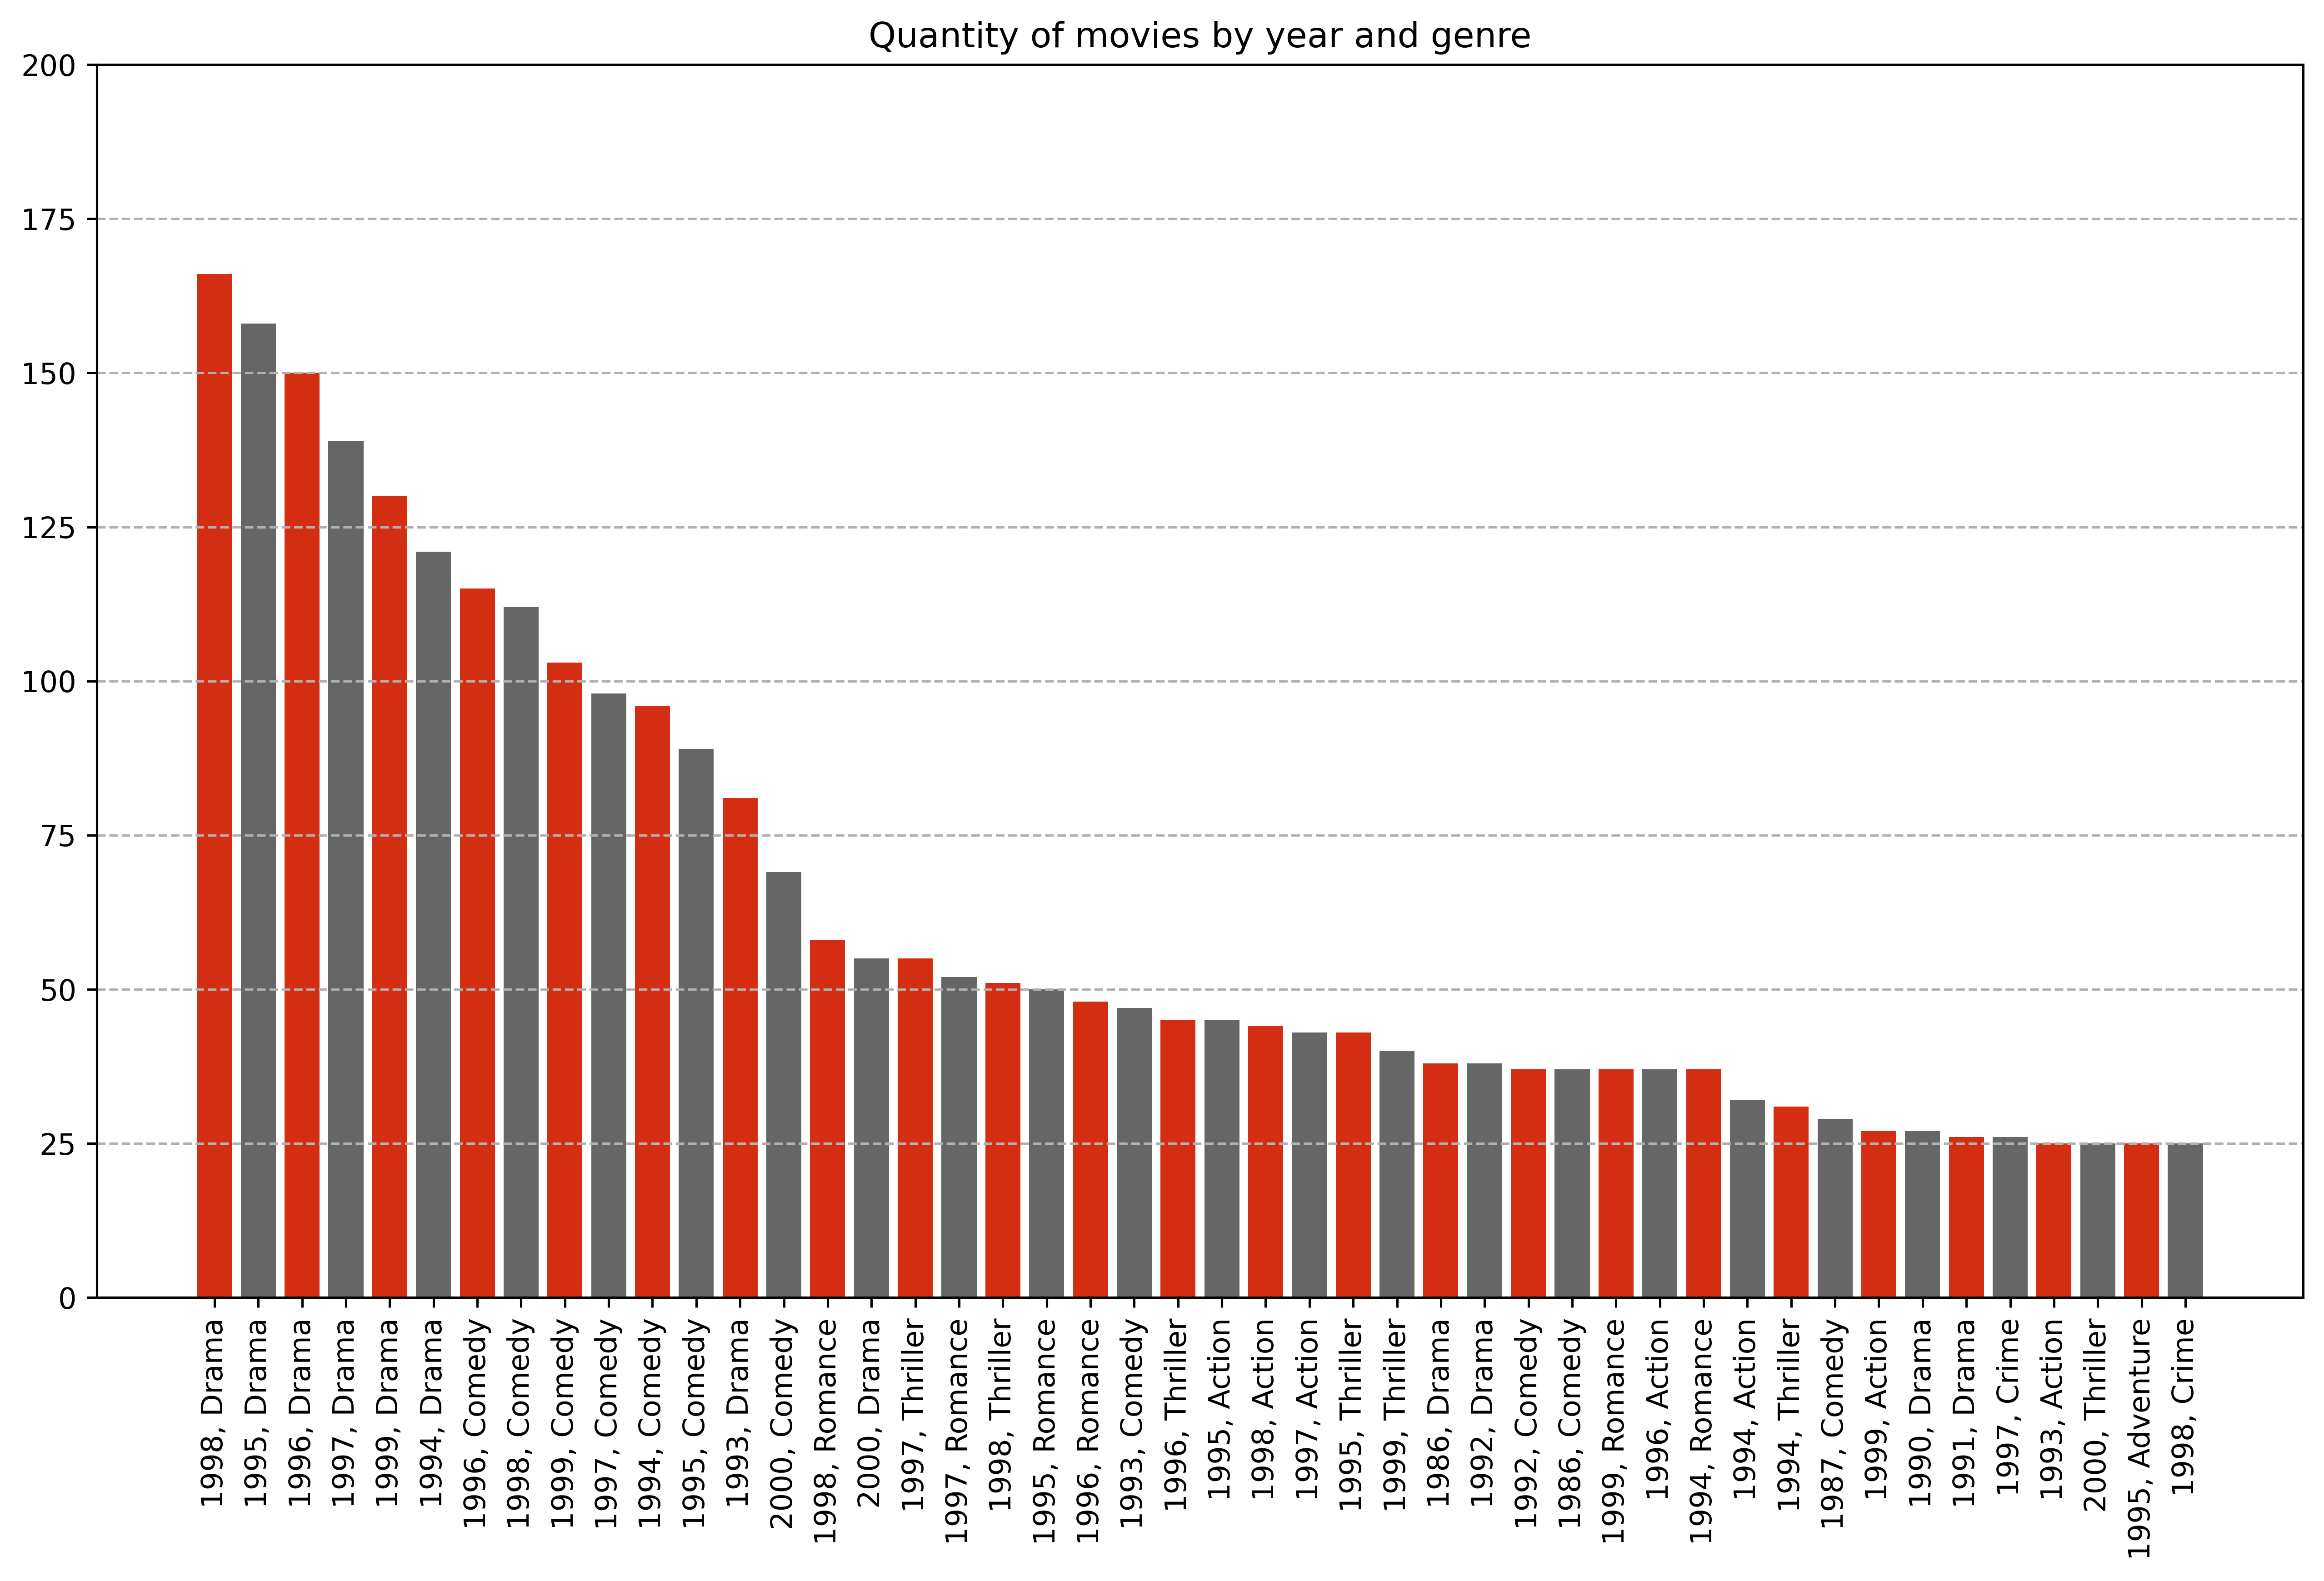 Quantity of movies by year and genre
200
175
150
125
100
75
50
25
0
1998, Drama
1995, Drama
1996, Drama
1997, Drama
1999, Drama
1994, Drama
1996, Comedy
1998, Comedy
1999, Comedy
1997, Comedy
1994, Comedy
1995, Comedy
1993, Drama
2000, Comedy
1998, Romance
2000, Drama
1997, Thriller
1997, Romance
1998, Thriller
1995, Romance
1996, Romance
1993, Comedy
1996, Thriller
1995, Action
1998, Action
1997, Action
1995, Thriller
1999, Thriller
1986, Drama
1992, Drama
1992, Comedy
1986, Comedy
1999, Romance
1996, Action
1994, Romance
1994, Action
1994, Thriller
1987, Comedy
1999, Action
1990, Drama
1991, Drama
1997, Crime
1993, Action
2000, Thriller
1995, Adventure
1998, Crime